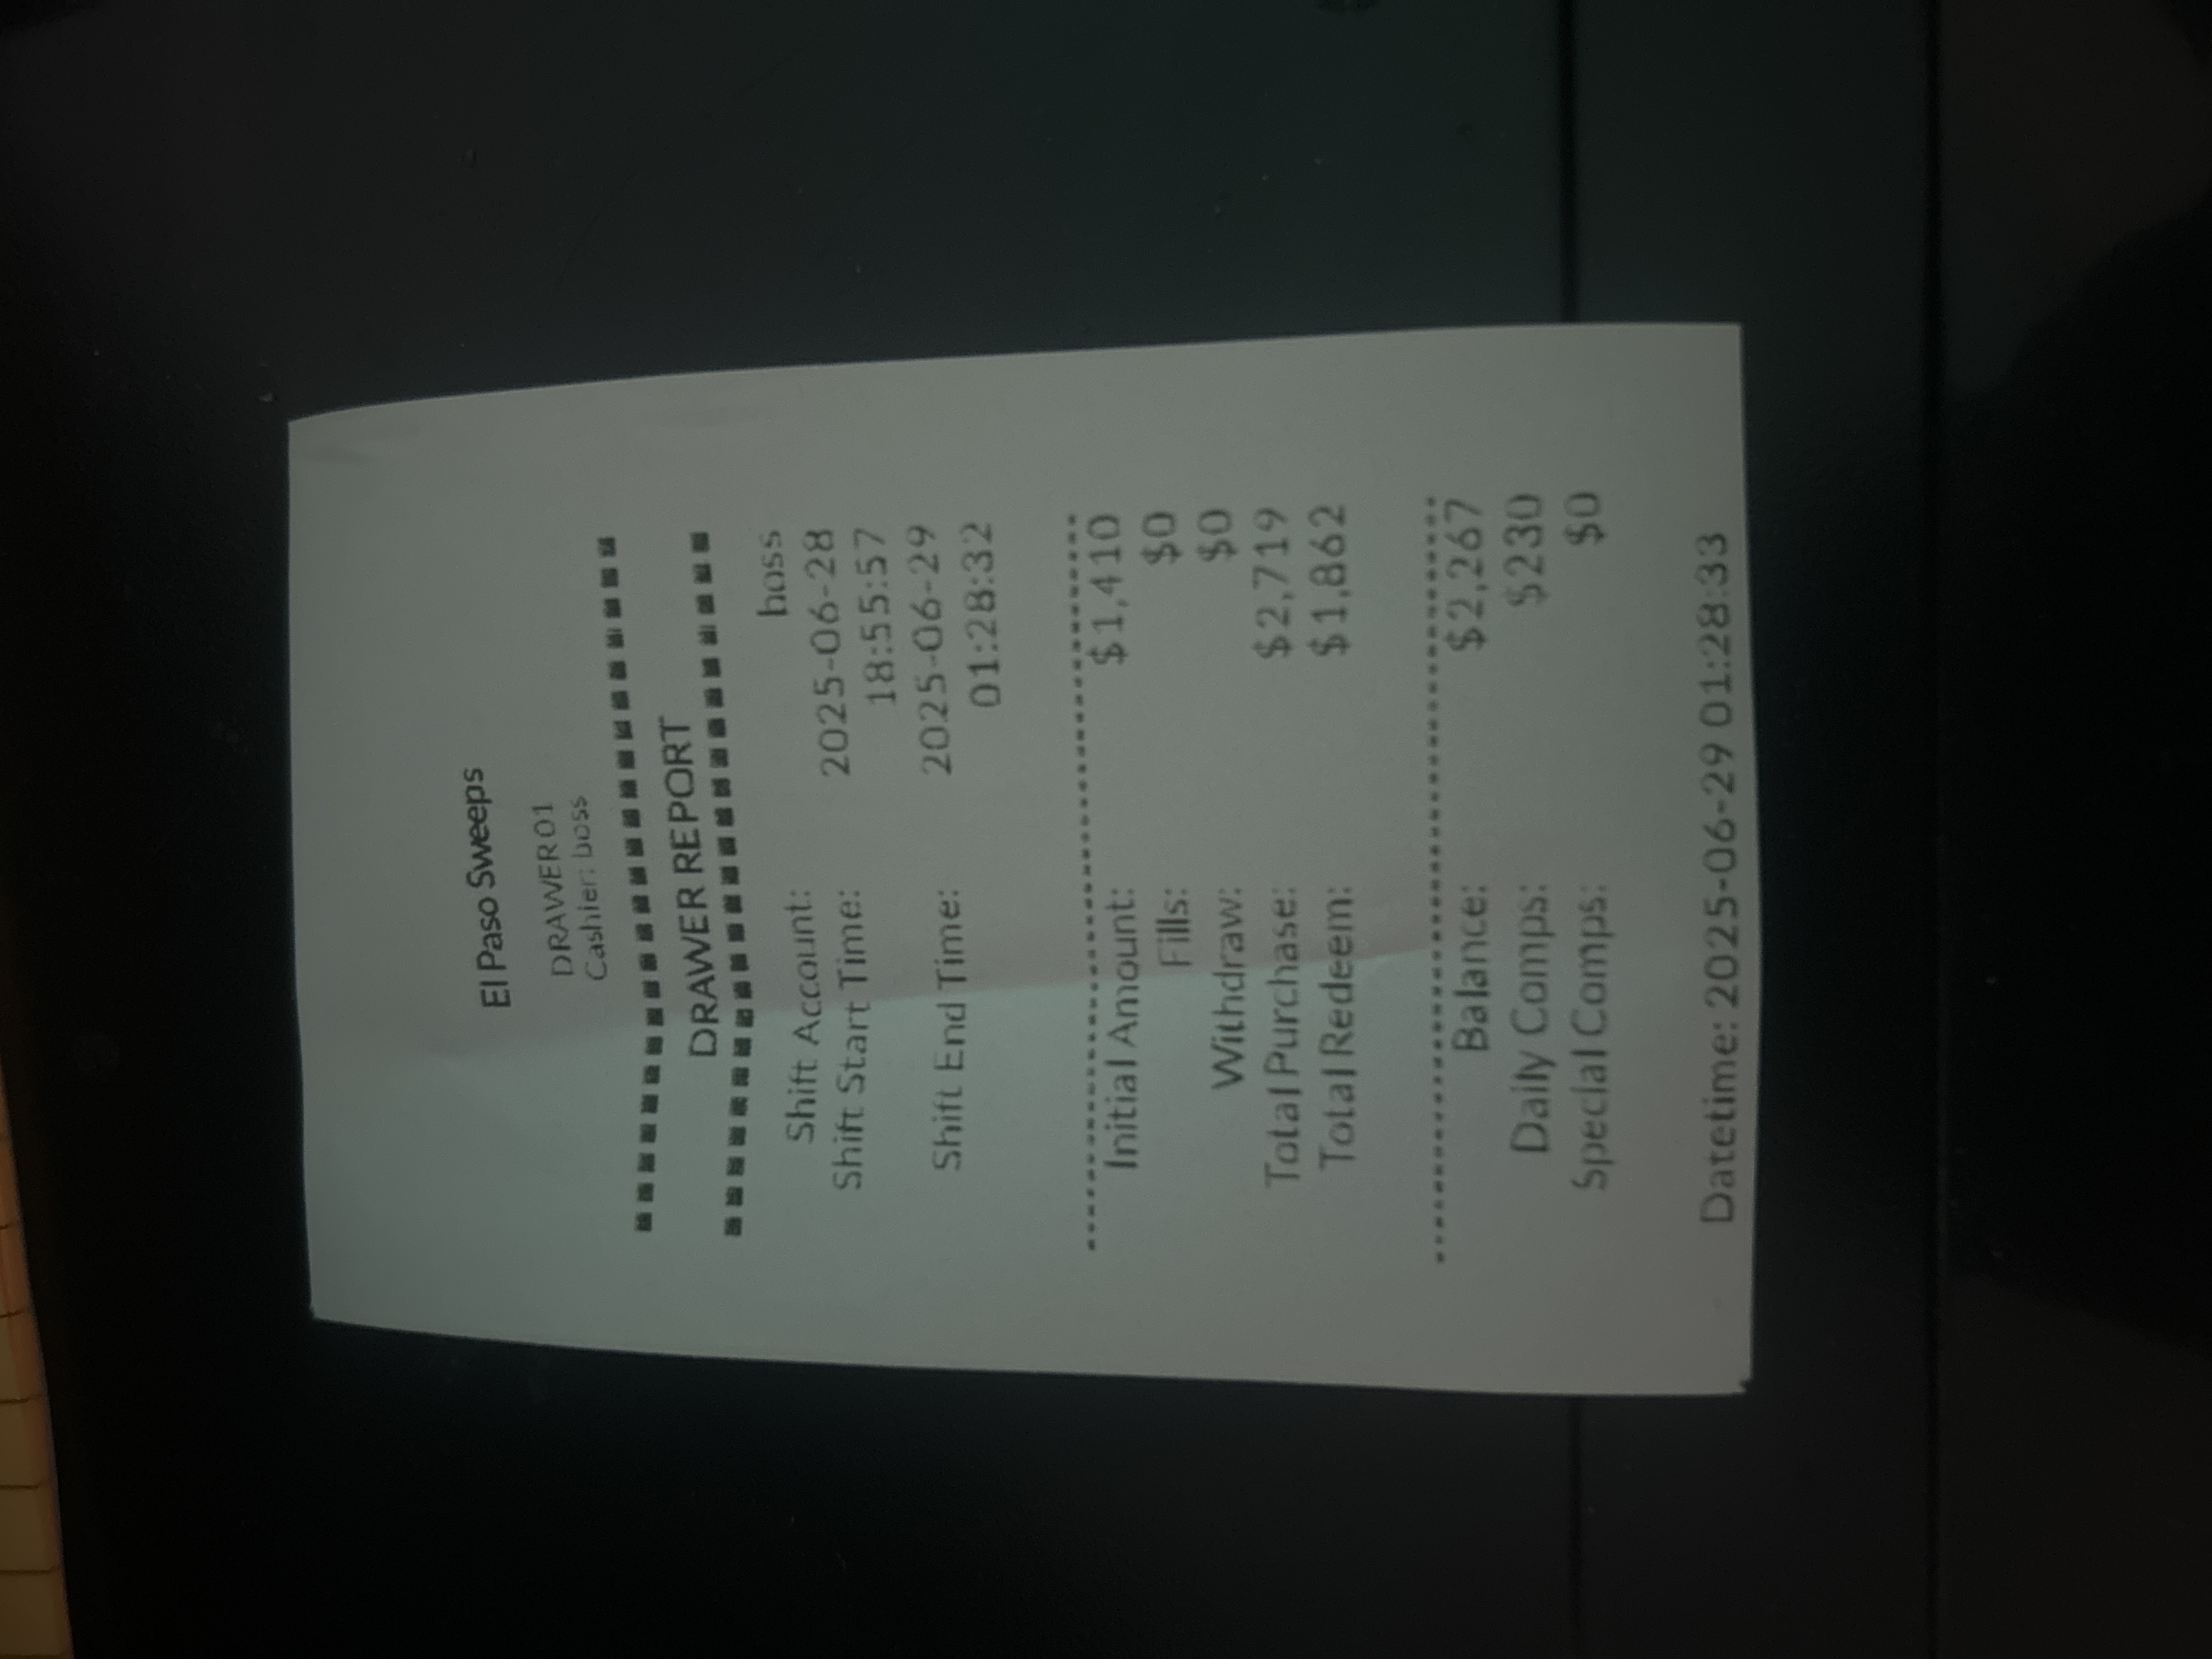 El Paso Sweeps
DRAWER 01
Cashier: boss
DRAWER REPORT
Shift Account: boss
Shift Start Time: 2025-06-28
18:55:57
Shift End Time: 2025-06-29
01:28:32
Initial Amount: $1,410
Fills: $0
Withdraw: $0
Total Purchase: $2,719
Total Redeem: $1,862
Balance: $2,267
Daily Comps: $230
Special Comps: $0
Datetime: 2025-06-29 01:28:33